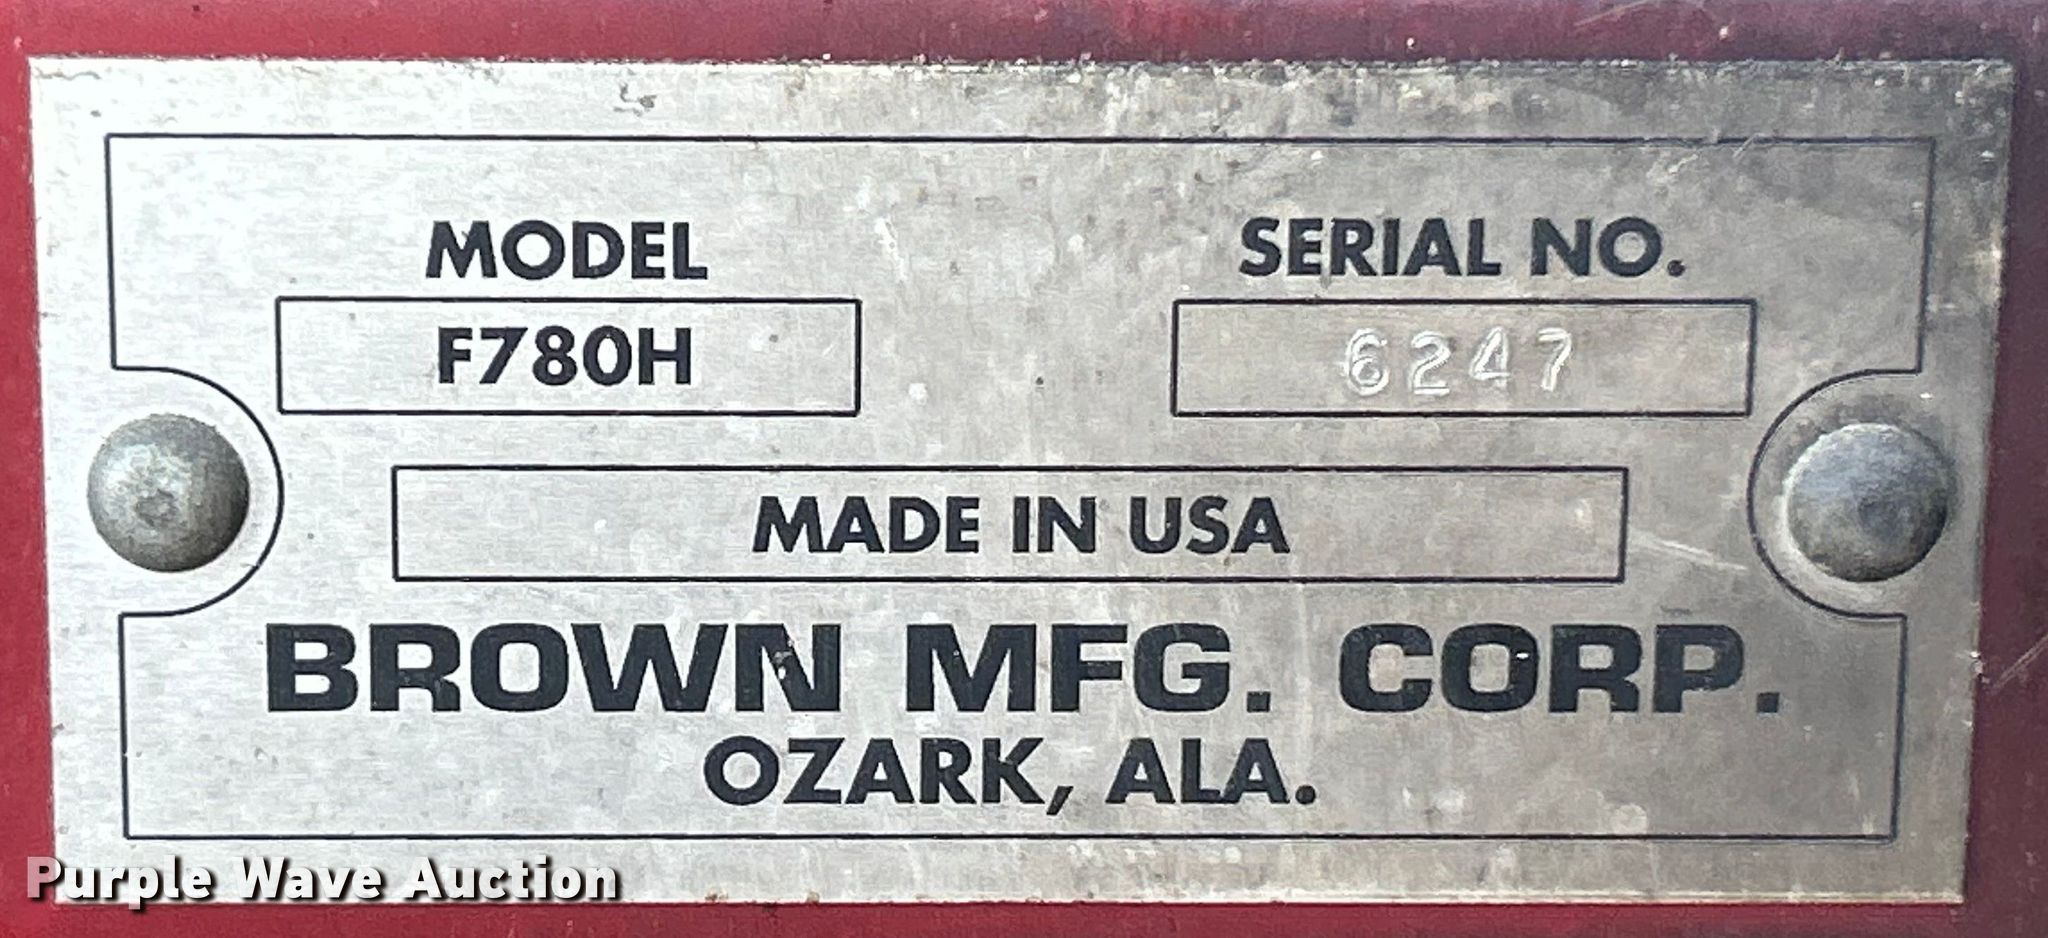 MODEL SERIAL NO.
F780H 6247
MADE IN USA
BROWN MFG. CORP.
OZARK, ALA.
Purple Wave Auction